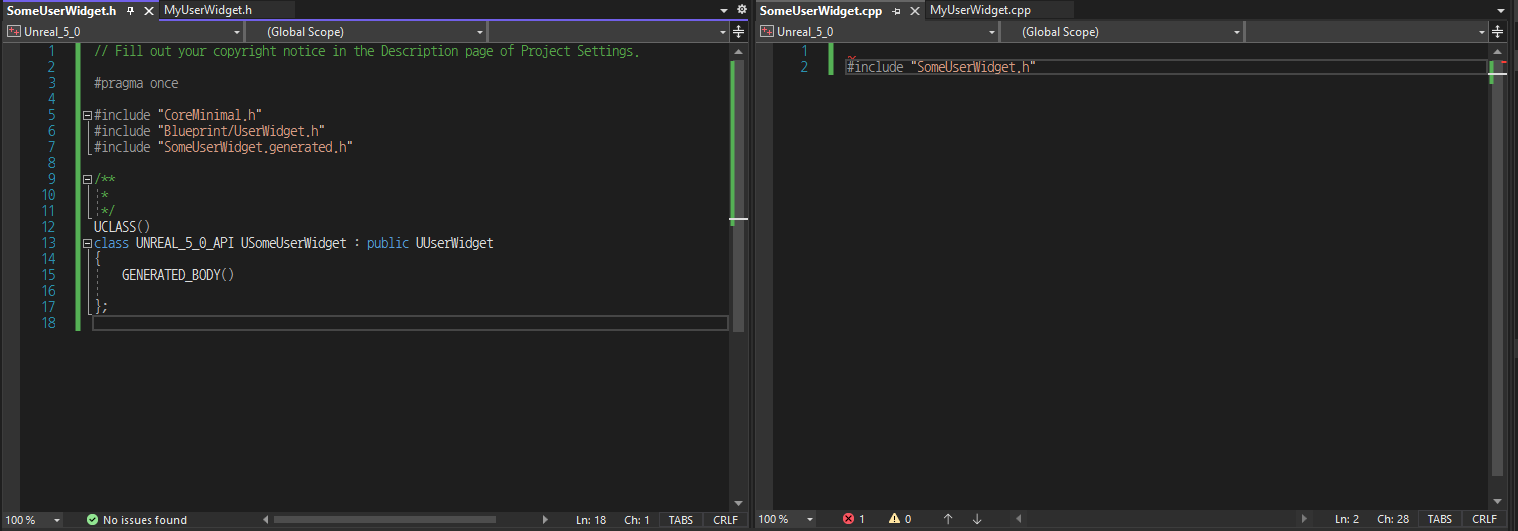 SomeUserWidget.h MyUserWidget.h
Unreal_5_0 (Global Scope)
1 // Fill out your copyright notice in the Description page of Project Settings.
2
3 #pragma once
4
5 #include "CoreMinimal.h"
6 #include "Blueprint/UserWidget.h"
7 #include "SomeUserWidget.generated.h"
8
9 /**
10 *
11 */
12 UCLASS()
13 class UNREAL_5_0_API USomeUserWidget : public UUserWidget
14 {
15 GENERATED_BODY()
16
17 };
18
100 % No issues found Ln: 18 Ch: 1 TABS CRLF
SomeUserWidget.cpp MyUserWidget.cpp
Unreal_5_0 (Global Scope)
1
2 #include "SomeUserWidget.h"
100 % 1 0 Ln: 2 Ch: 28 TABS CRLF